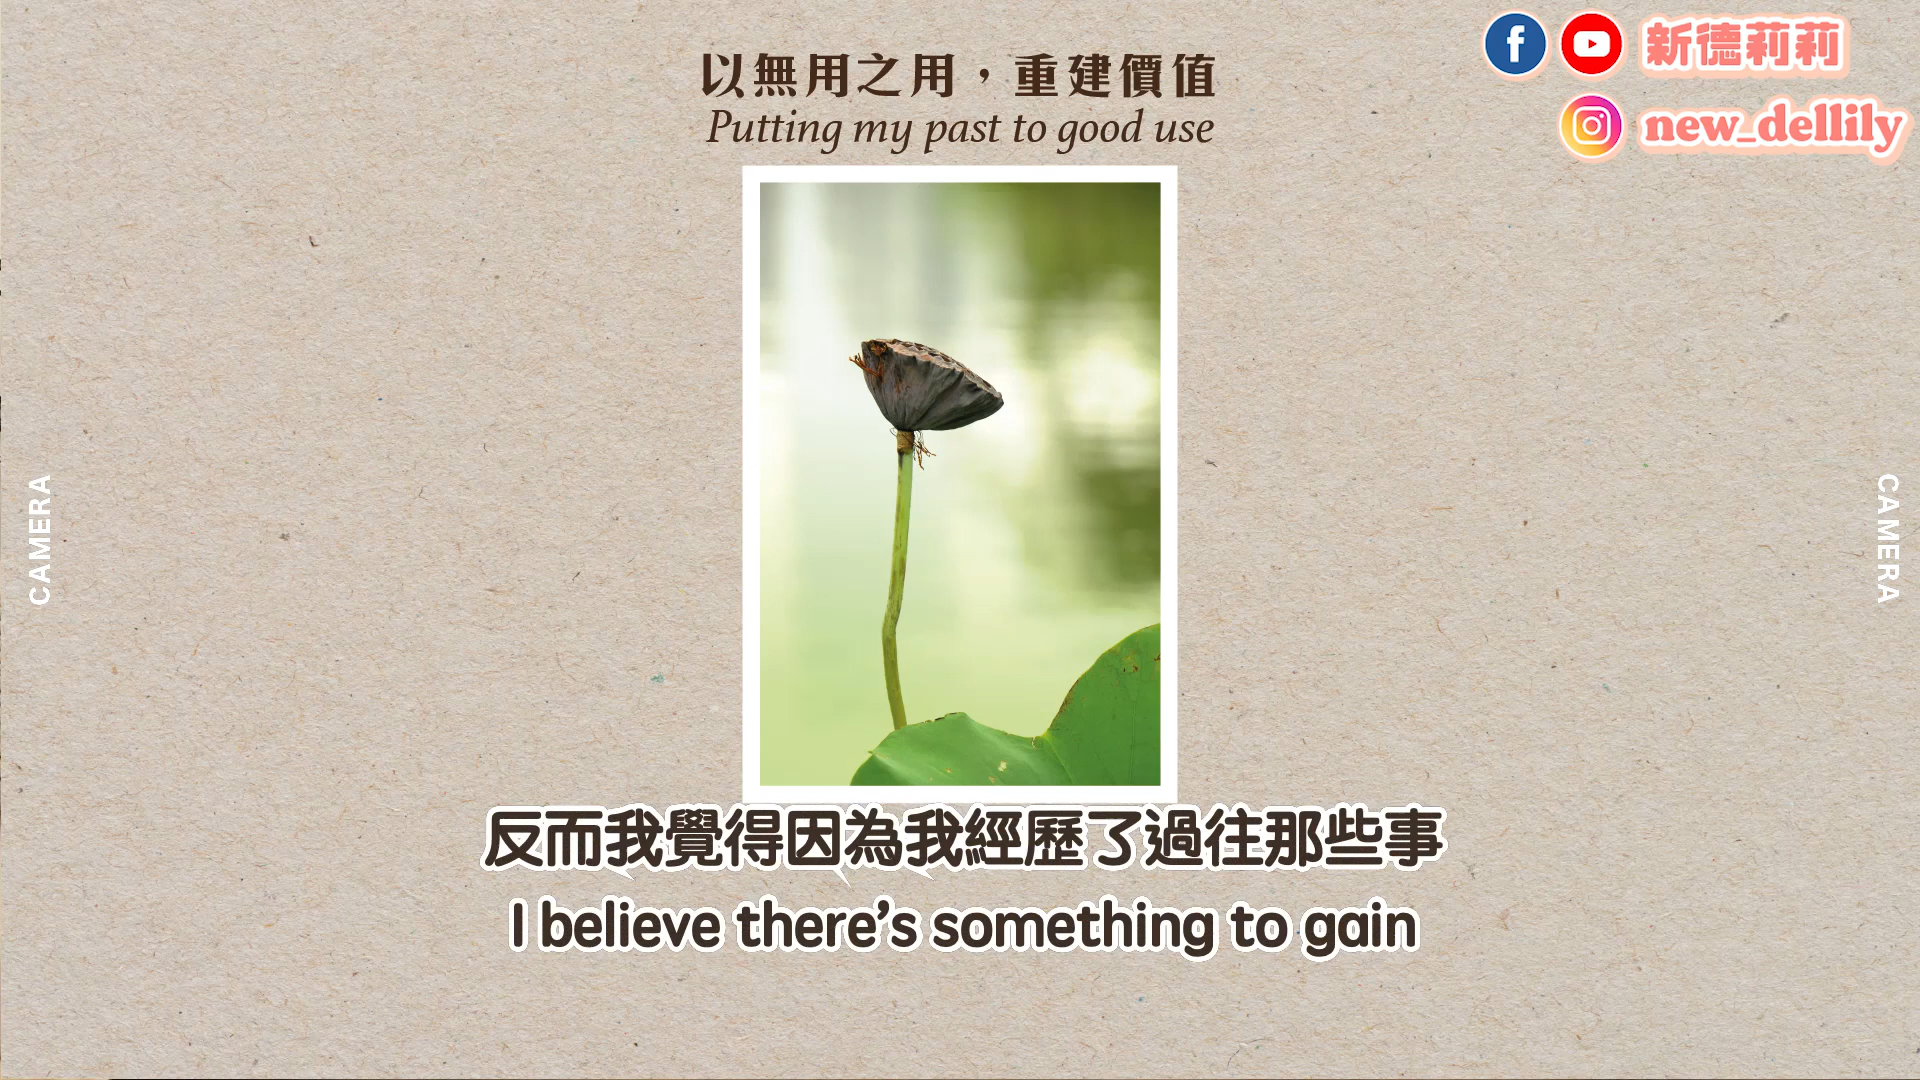 以無用之用，重建價值
Putting my past to good use
新德莉莉
new_dellily
CAMERA
CAMERA
反而我覺得因為我經歷了過往那些事
I believe there's something to gain